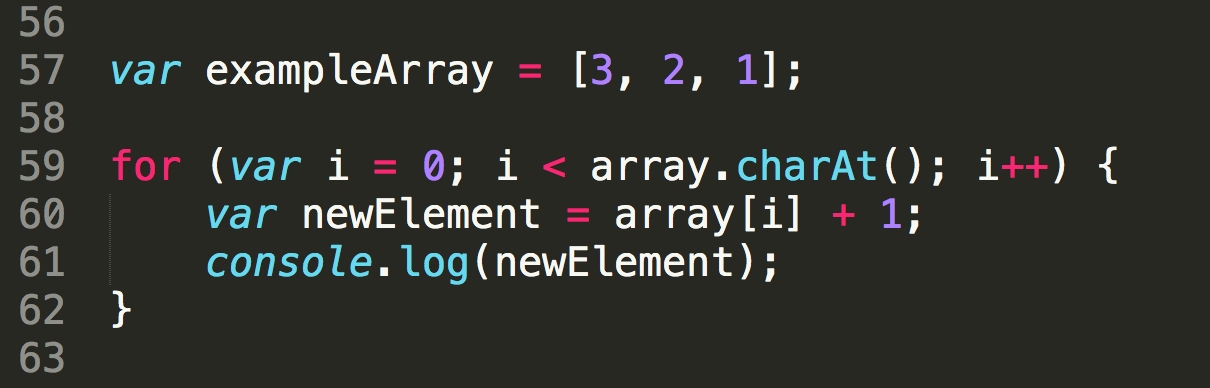 56
57 var exampleArray = [3, 2, 1];
58
59 for (var i = 0; i < array.charAt(); i++) {
60     var newElement = array[i] + 1;
61     console.log(newElement);
62 }
63